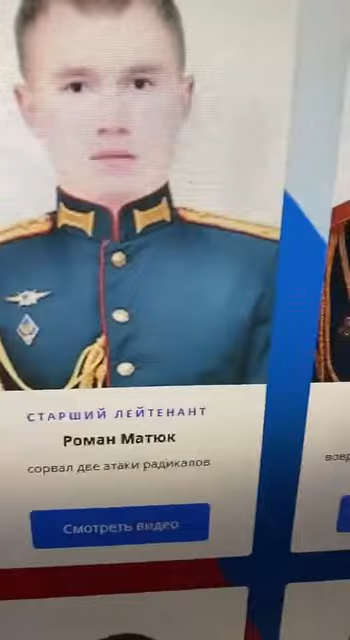 СТАРШИЙ ЛЕЙТЕНАНТ
Роман Матюк
сорвал две атаки радикалов
Смотреть видео